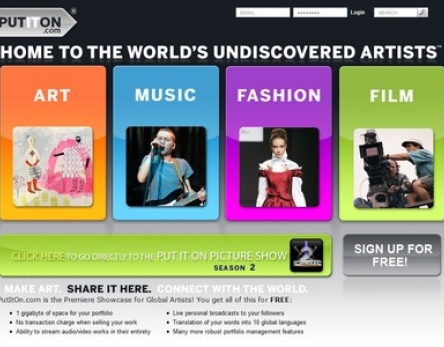 PUTITON®
.com
EMAIL Login SEARCH
HOME TO THE WORLD'S UNDISCOVERED ARTISTS
ART
MUSIC
FASHION
FILM
CLICK HERE TO GO DIRECTLY TO THE PUT IT ON PICTURE SHOW
SEASON 2
SIGN UP FOR
FREE!
MAKE ART. SHARE IT HERE. CONNECT WITH THE WORLD.
PutItOn.com is the Premiere Showcase for Global Artists! You get all of this for FREE:
• 1 gigabyte of space for your portfolio
• No transaction charge when selling your work
• Ability to stream audio/video works in their entirety
• Live personal broadcasts to your followers
• Translation of your words into 10 global languages
• Many more robust portfolio management features